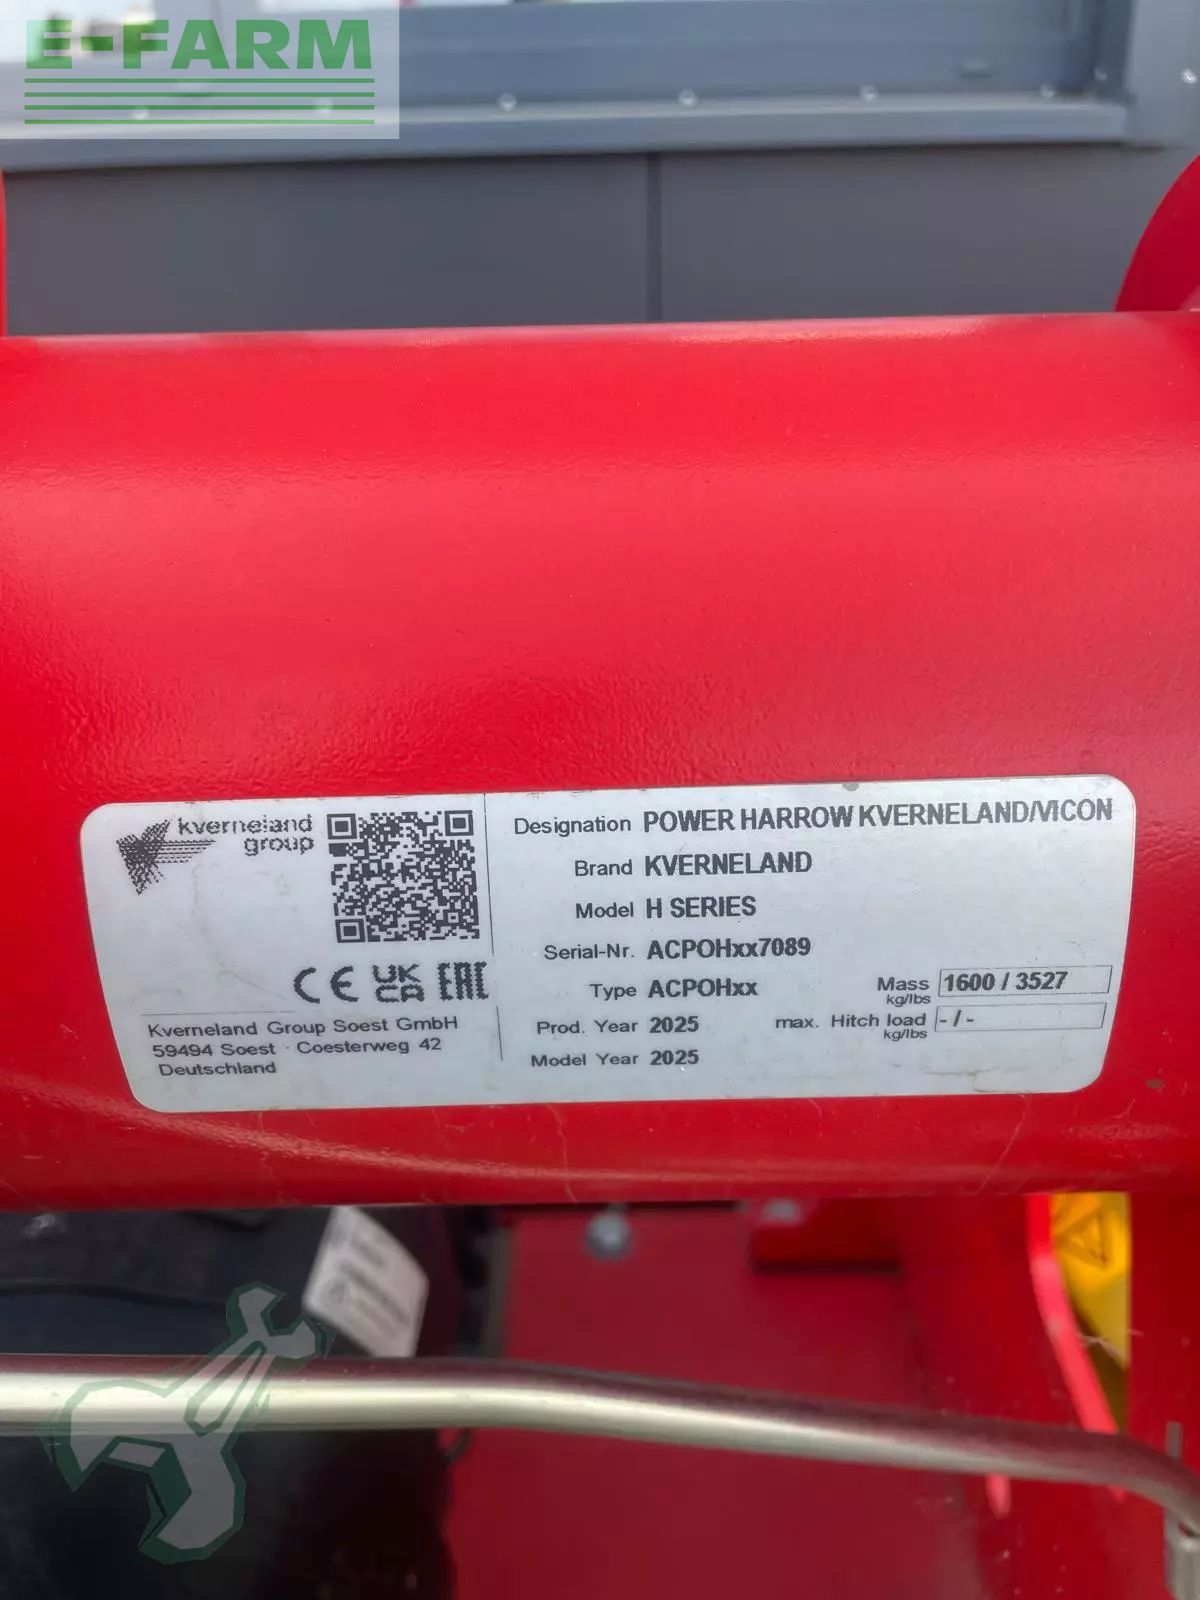 E-FARM
kverneland
group
Designation POWER HARROW KVERNELAND/VICON
Brand KVERNELAND
Model H SERIES
Serial-Nr. ACPOHxx7089
Type ACPOHxx
Mass 1600 / 3527
kg/lbs
Prod. Year 2025
max. Hitch load - / -
kg/lbs
Model Year 2025
CE UK CA EAC
Kverneland Group Soest GmbH
59494 Soest · Coesterweg 42
Deutschland